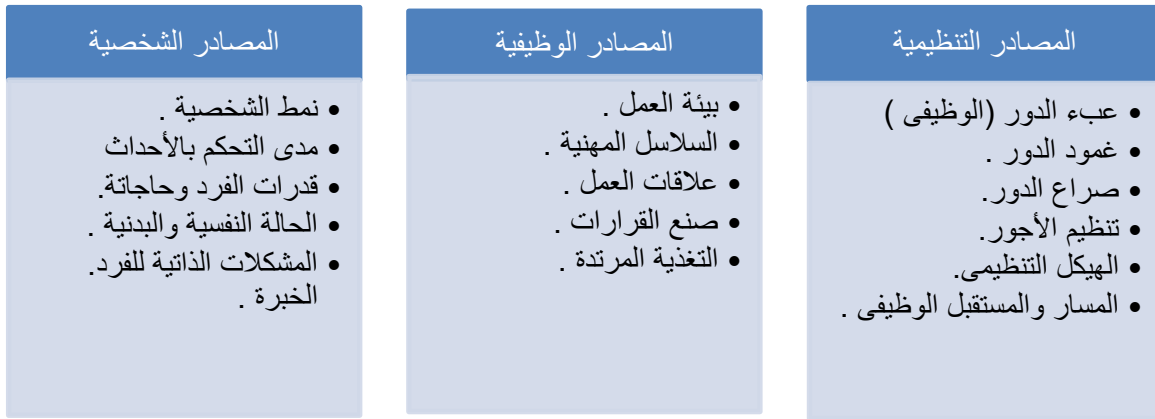 المصادر التنظيمية
• عبء الدور (الوظيفى )
• غمود الدور .
• صراع الدور.
• تنظيم الأجور.
• الهيكل التنظيمى.
• المسار والمستقبل الوظيفى .
المصادر الوظيفية
• بيئة العمل .
• السلاسل المهنية .
• علاقات العمل .
• صنع القرارات .
• التغذية المرتدة .
المصادر الشخصية
• نمط الشخصية .
• مدى التحكم بالأحداث
• قدرات الفرد وحاجاتة.
• الحالة النفسية والبدنية .
• المشكلات الذاتية للفرد.
الخبرة .